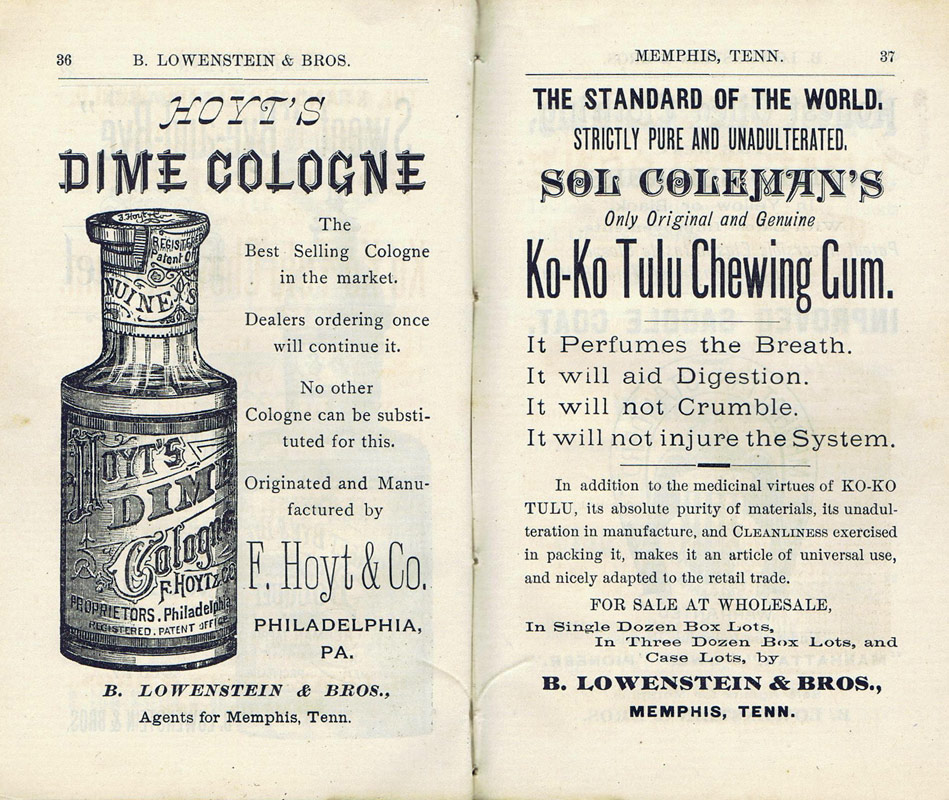 36 B. LOWENSTEIN & BROS.
HOYT'S
DIME COLOGNE
J. Hoyt & Co
REGISTE
Patent Of
NUINE
HOYT'S
DIME
Cologne
F. HOYT & CO.
PROPRIETORS. Philadelphia
REGISTERED. PATENT OFFICE
The
Best Selling Cologne
in the market.
Dealers ordering once
will continue it.
No other
Cologne can be substi-
tuted for this.
Originated and Manu-
factured by
F. Hoyt & Co.
PHILADELPHIA,
PA.
B. LOWENSTEIN & BROS.,
Agents for Memphis, Tenn.
MEMPHIS, TENN. 37
THE STANDARD OF THE WORLD.
STRICTLY PURE AND UNADULTERATED.
SOL COLEMAN'S
Only Original and Genuine
Ko-Ko Tulu Chewing Gum.
It Perfumes the Breath.
It will aid Digestion.
It will not Crumble.
It will not injure the System.
In addition to the medicinal virtues of KO-KO
TULU, its absolute purity of materials, its unadul-
teration in manufacture, and CLEANLINESS exercised
in packing it, makes it an article of universal use,
and nicely adapted to the retail trade.
FOR SALE AT WHOLESALE,
In Single Dozen Box Lots,
In Three Dozen Box Lots, and
Case Lots, by
B. LOWENSTEIN & BROS.,
MEMPHIS, TENN.